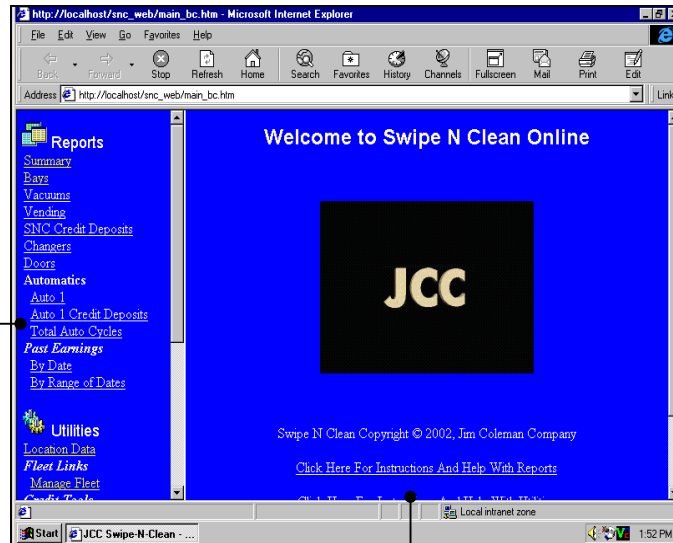 http://localhost/snc_web/main_bc.htm - Microsoft Internet Explorer
File Edit View Go Favorites Help
Back Forward Stop Refresh Home Search Favorites History Channels Fullscreen Mail Print Edit
Address http://localhost/snc_web/main_bc.htm Link
Reports
Summary
Bays
Vacuums
Vending
SNC Credit Deposits
Changers
Doors
Automatics
Auto 1
Auto 1 Credit Deposits
Total Auto Cycles
Past Earnings
By Date
By Range of Dates
Utilities
Location Data
Fleet Links
Manage Fleet
Credit Tools
Welcome to Swipe N Clean Online
JCC
Swipe N Clean Copyright © 2002, Jim Coleman Company
Click Here For Instructions And Help With Reports
Local intranet zone
Start JCC Swipe-N-Clean - ... 1:52 PM